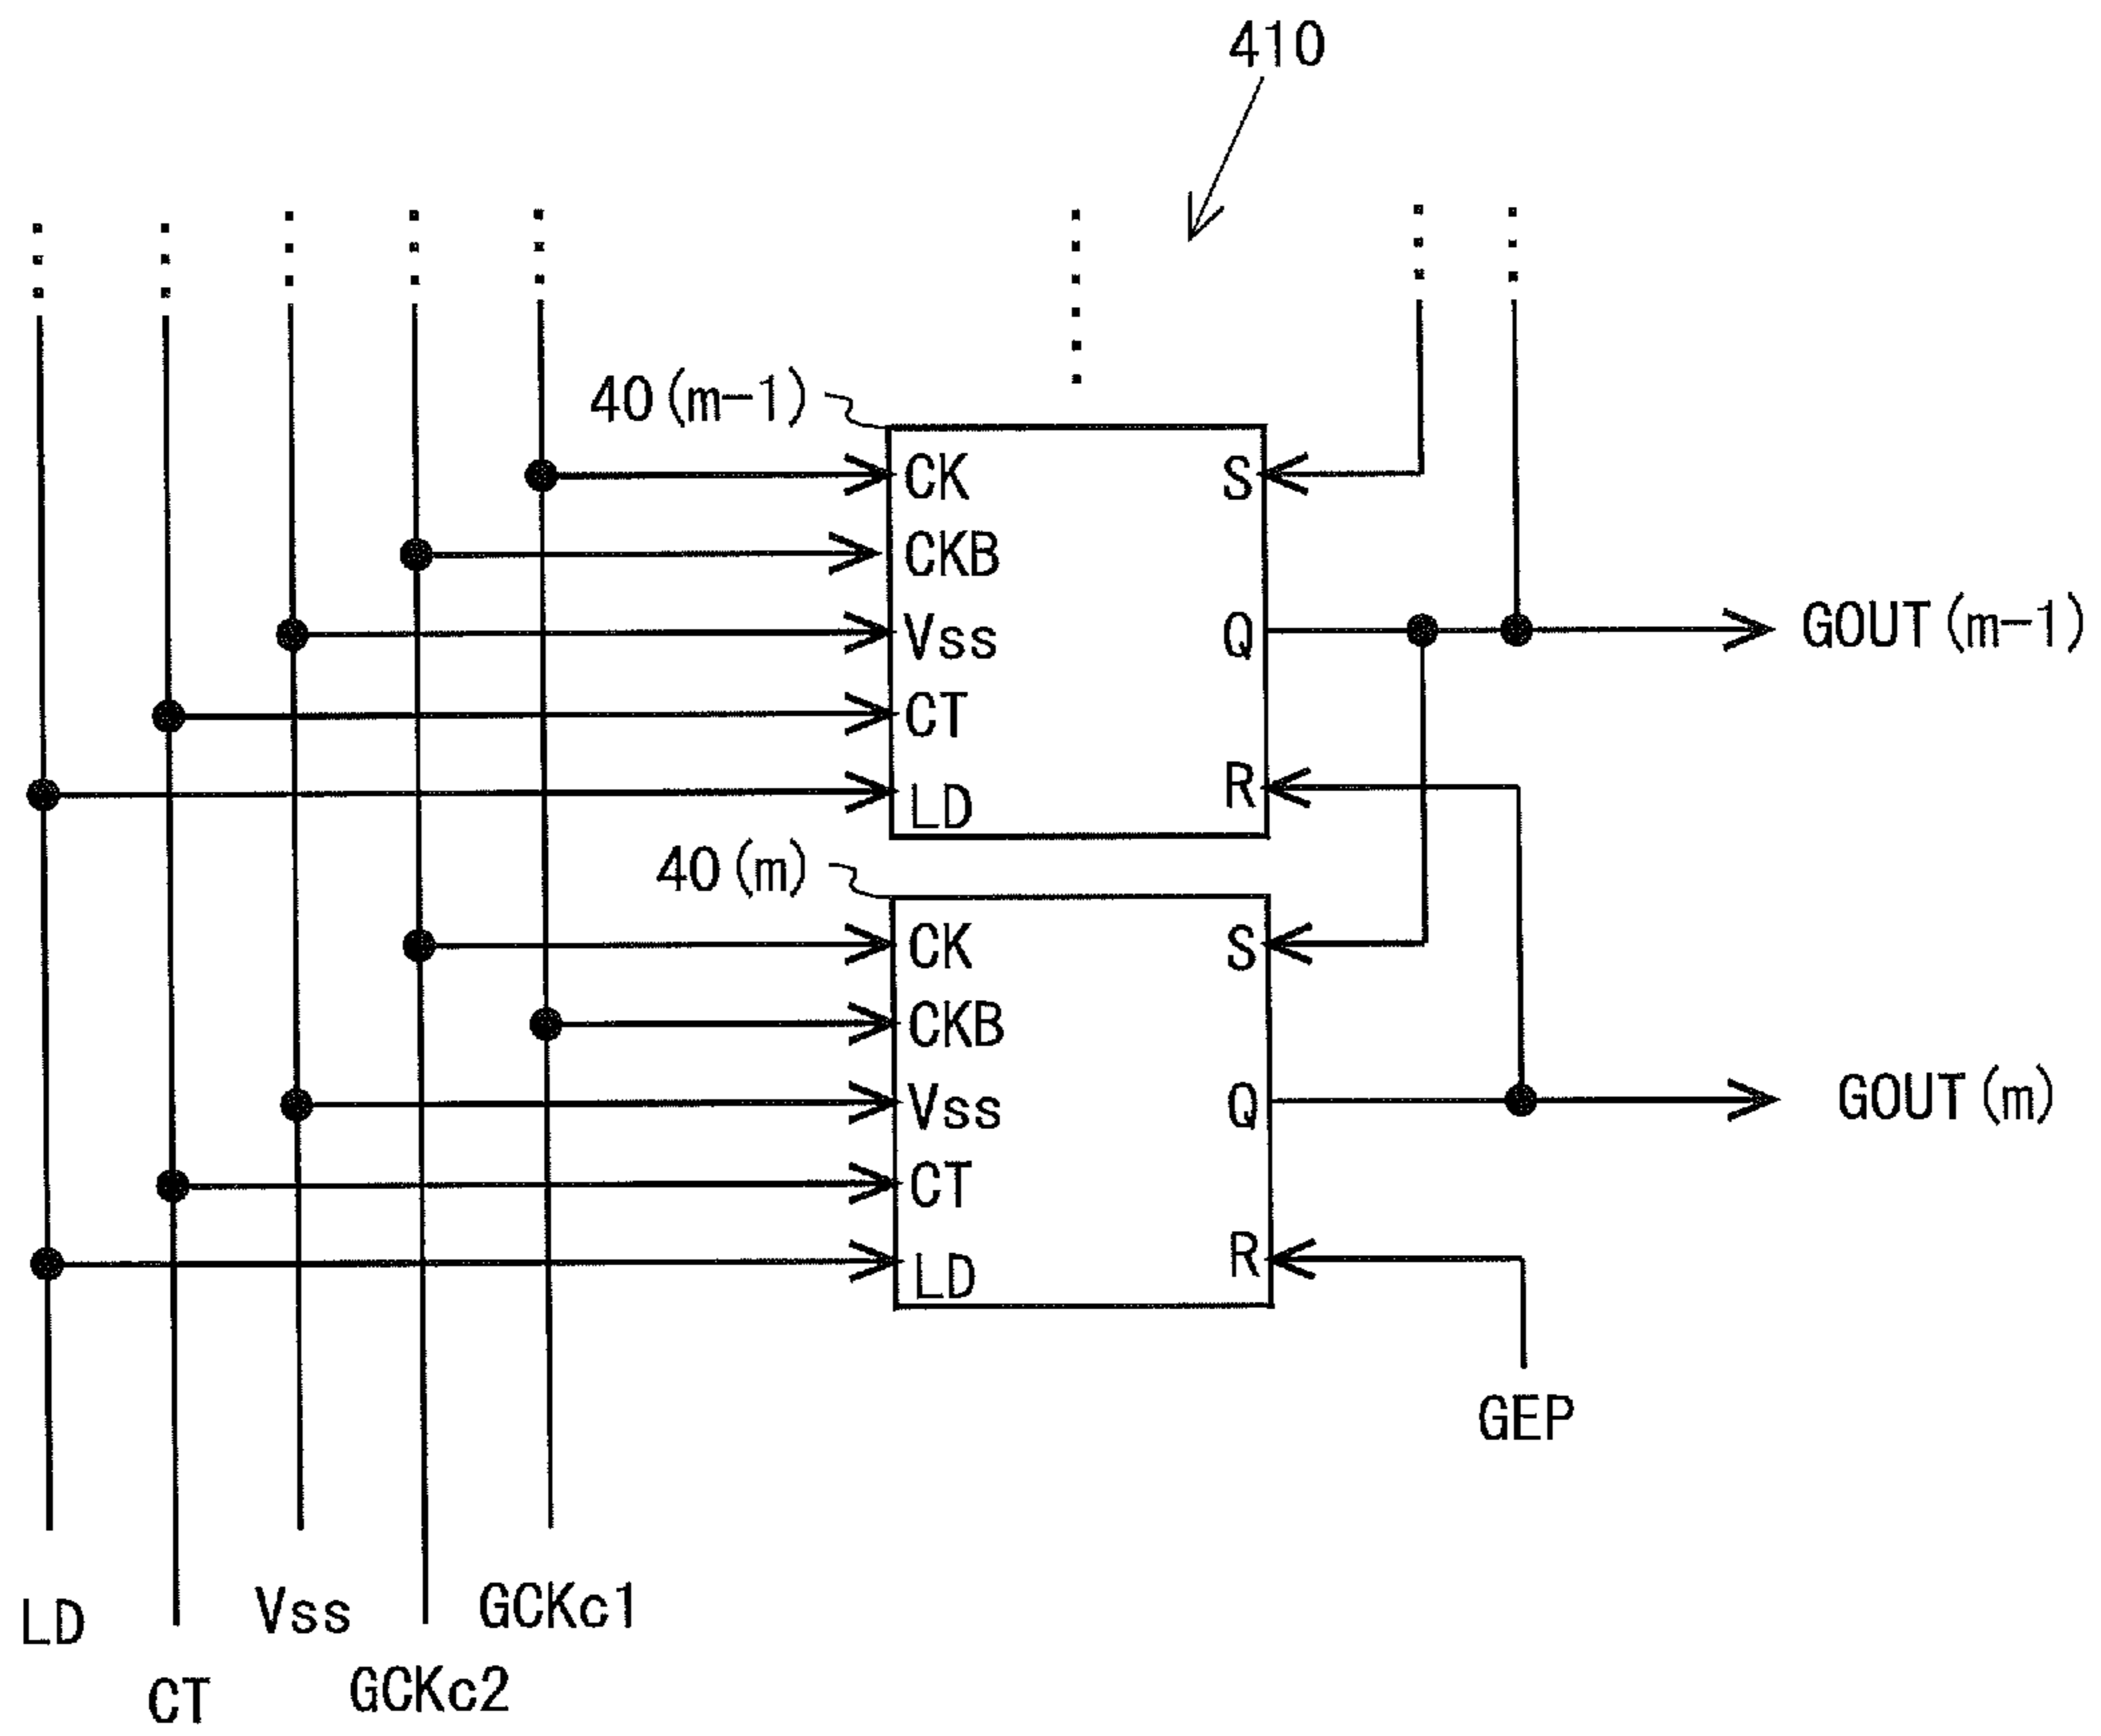 410
40(m-1)
CK S
CKB
Vss Q GOUT(m-1)
CT
LD R
40(m)
CK S
CKB
Vss Q GOUT(m)
CT
LD R
GEP
LD CT Vss GCKc2 GCKc1